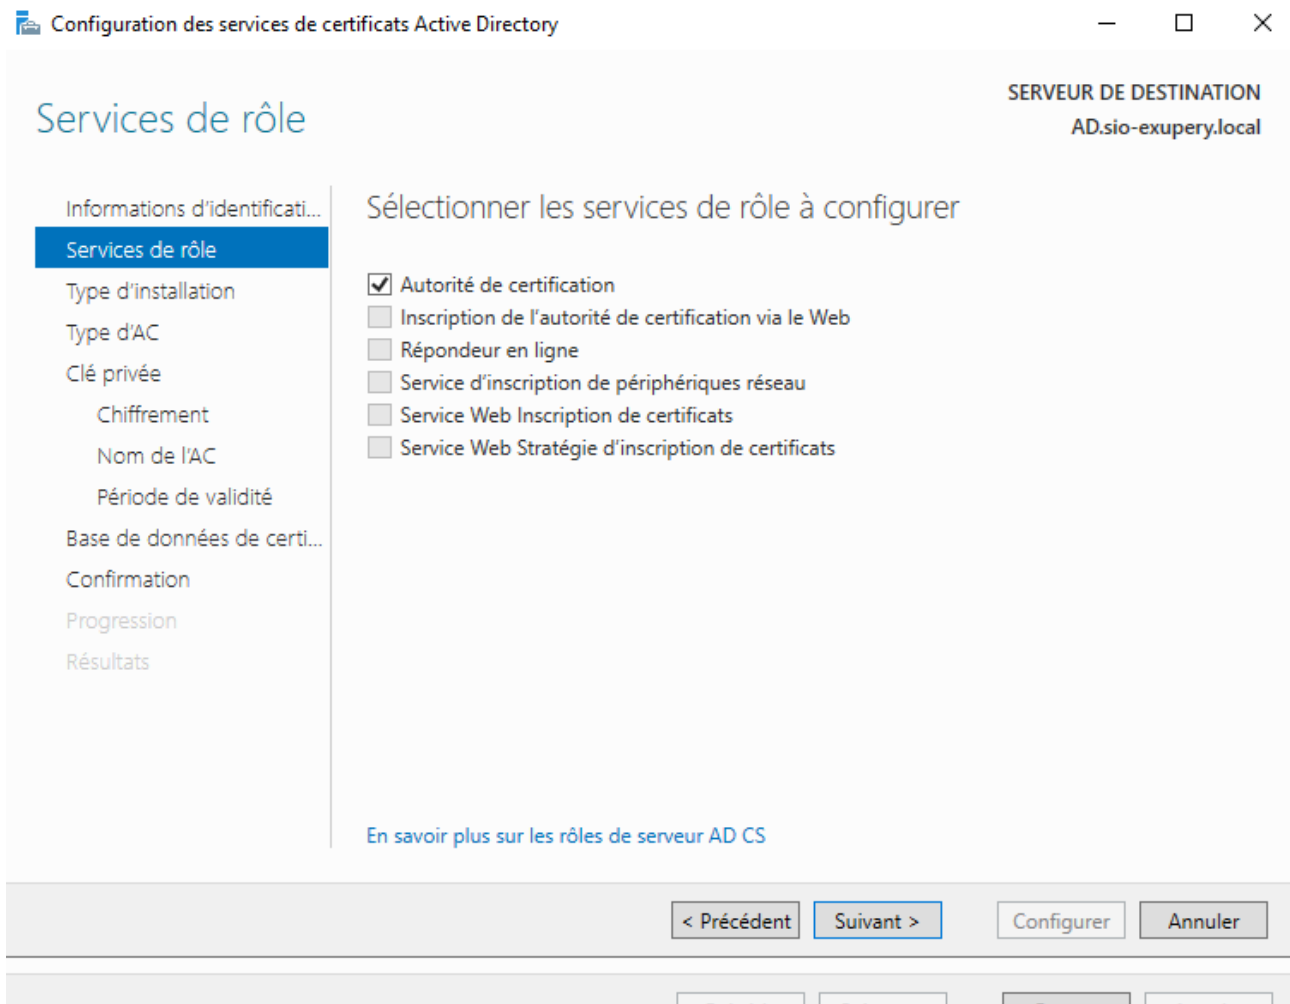 Configuration des services de certificats Active Directory
Services de rôle
SERVEUR DE DESTINATION
AD.sio-exupery.local
Informations d'identificati...
Services de rôle
Type d'installation
Type d'AC
Clé privée
Chiffrement
Nom de l'AC
Période de validité
Base de données de certi...
Confirmation
Progression
Résultats
Sélectionner les services de rôle à configurer
Autorité de certification
Inscription de l'autorité de certification via le Web
Répondeur en ligne
Service d'inscription de périphériques réseau
Service Web Inscription de certificats
Service Web Stratégie d'inscription de certificats
En savoir plus sur les rôles de serveur AD CS
< Précédent
Suivant >
Configurer
Annuler